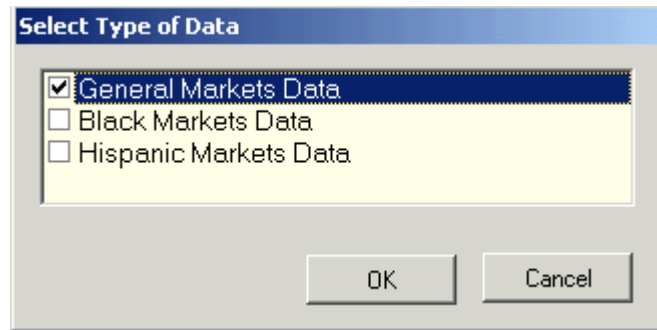 Select Type of Data
General Markets Data
Black Markets Data
Hispanic Markets Data
OK Cancel